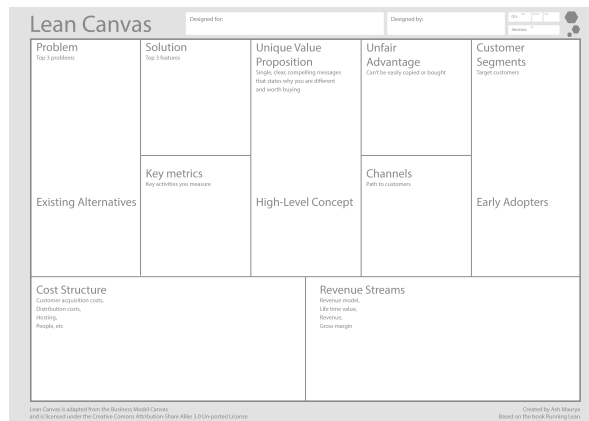 Lean Canvas
Designed for:
Designed by:
On:
Iteration:
Problem
Top 3 problems
Existing Alternatives
Solution
Top 3 features
Key metrics
Key activities you measure
Unique Value
Proposition
Single, clear, compelling messages
that states why you are different
and worth buying
High-Level Concept
Unfair
Advantage
Can't be easily copied or bought
Channels
Path to customers
Customer
Segments
Target customers
Early Adopters
Cost Structure
Customer acquisition costs,
Distribution costs,
Hosting,
People, etc
Revenue Streams
Revenue model,
Life time value,
Revenue,
Gross margin
Lean Canvas is adapted from the Business Model Canvas
and is licensed under the Creative Commons Attribution-Share Alike 3.0 Un-ported License
Created by Ash Maurya
Based on the book Running Lean